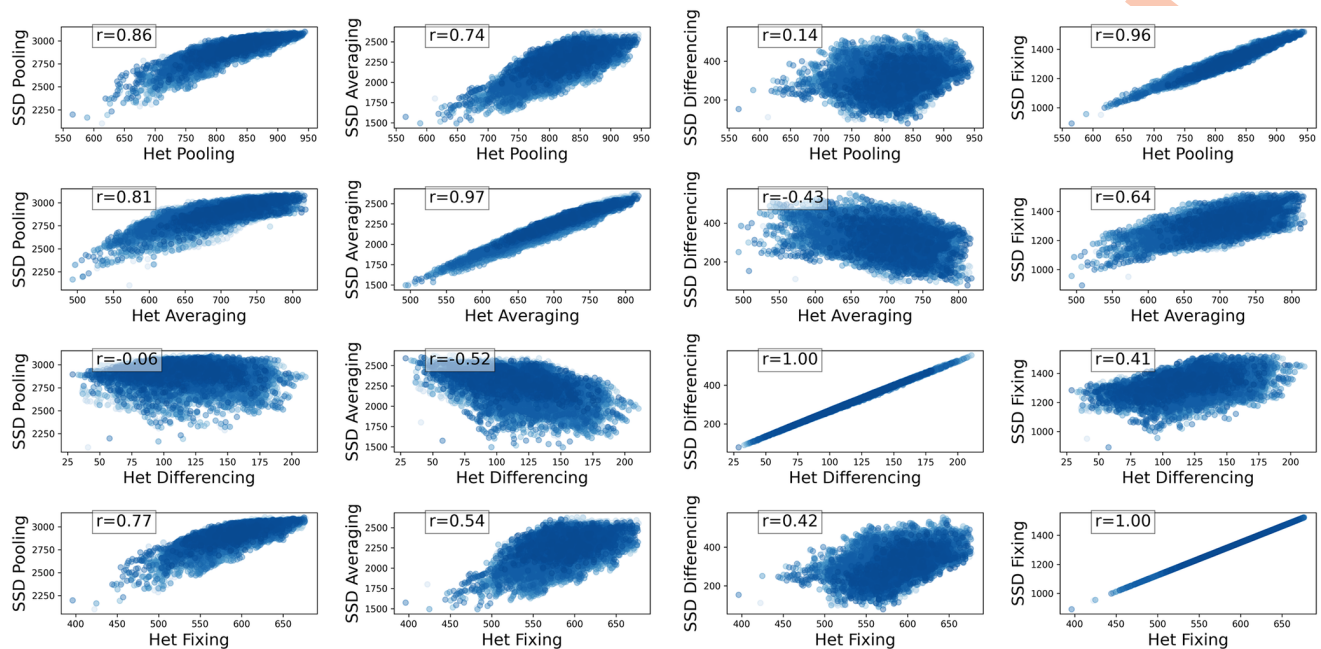 r=0.86
3000
2750
2500
2250
SSD Pooling
550 600 650 700 750 800 850 900 950
Het Pooling
r=0.74
2500
2250
2000
1750
1500
SSD Averaging
550 600 650 700 750 800 850 900 950
Het Pooling
r=0.14
400
200
SSD Differencing
550 600 650 700 750 800 850 900 950
Het Pooling
r=0.96
1400
1200
1000
SSD Fixing
550 600 650 700 750 800 850 900 950
Het Pooling
r=0.81
3000
2750
2500
2250
SSD Pooling
500 550 600 650 700 750 800
Het Averaging
r=0.97
2500
2250
2000
1750
1500
SSD Averaging
500 550 600 650 700 750 800
Het Averaging
r=-0.43
400
200
SSD Differencing
500 550 600 650 700 750 800
Het Averaging
r=0.64
1400
1200
1000
SSD Fixing
500 550 600 650 700 750 800
Het Averaging
r=-0.06
3000
2750
2500
2250
SSD Pooling
25 50 75 100 125 150 175 200
Het Differencing
r=-0.52
2500
2250
2000
1750
1500
SSD Averaging
25 50 75 100 125 150 175 200
Het Differencing
r=1.00
400
200
SSD Differencing
25 50 75 100 125 150 175 200
Het Differencing
r=0.41
1400
1200
1000
SSD Fixing
25 50 75 100 125 150 175 200
Het Differencing
r=0.77
3000
2750
2500
2250
SSD Pooling
400 450 500 550 600 650
Het Fixing
r=0.54
2500
2250
2000
1750
1500
SSD Averaging
400 450 500 550 600 650
Het Fixing
r=0.42
400
200
SSD Differencing
400 450 500 550 600 650
Het Fixing
r=1.00
1400
1200
1000
SSD Fixing
400 450 500 550 600 650
Het Fixing